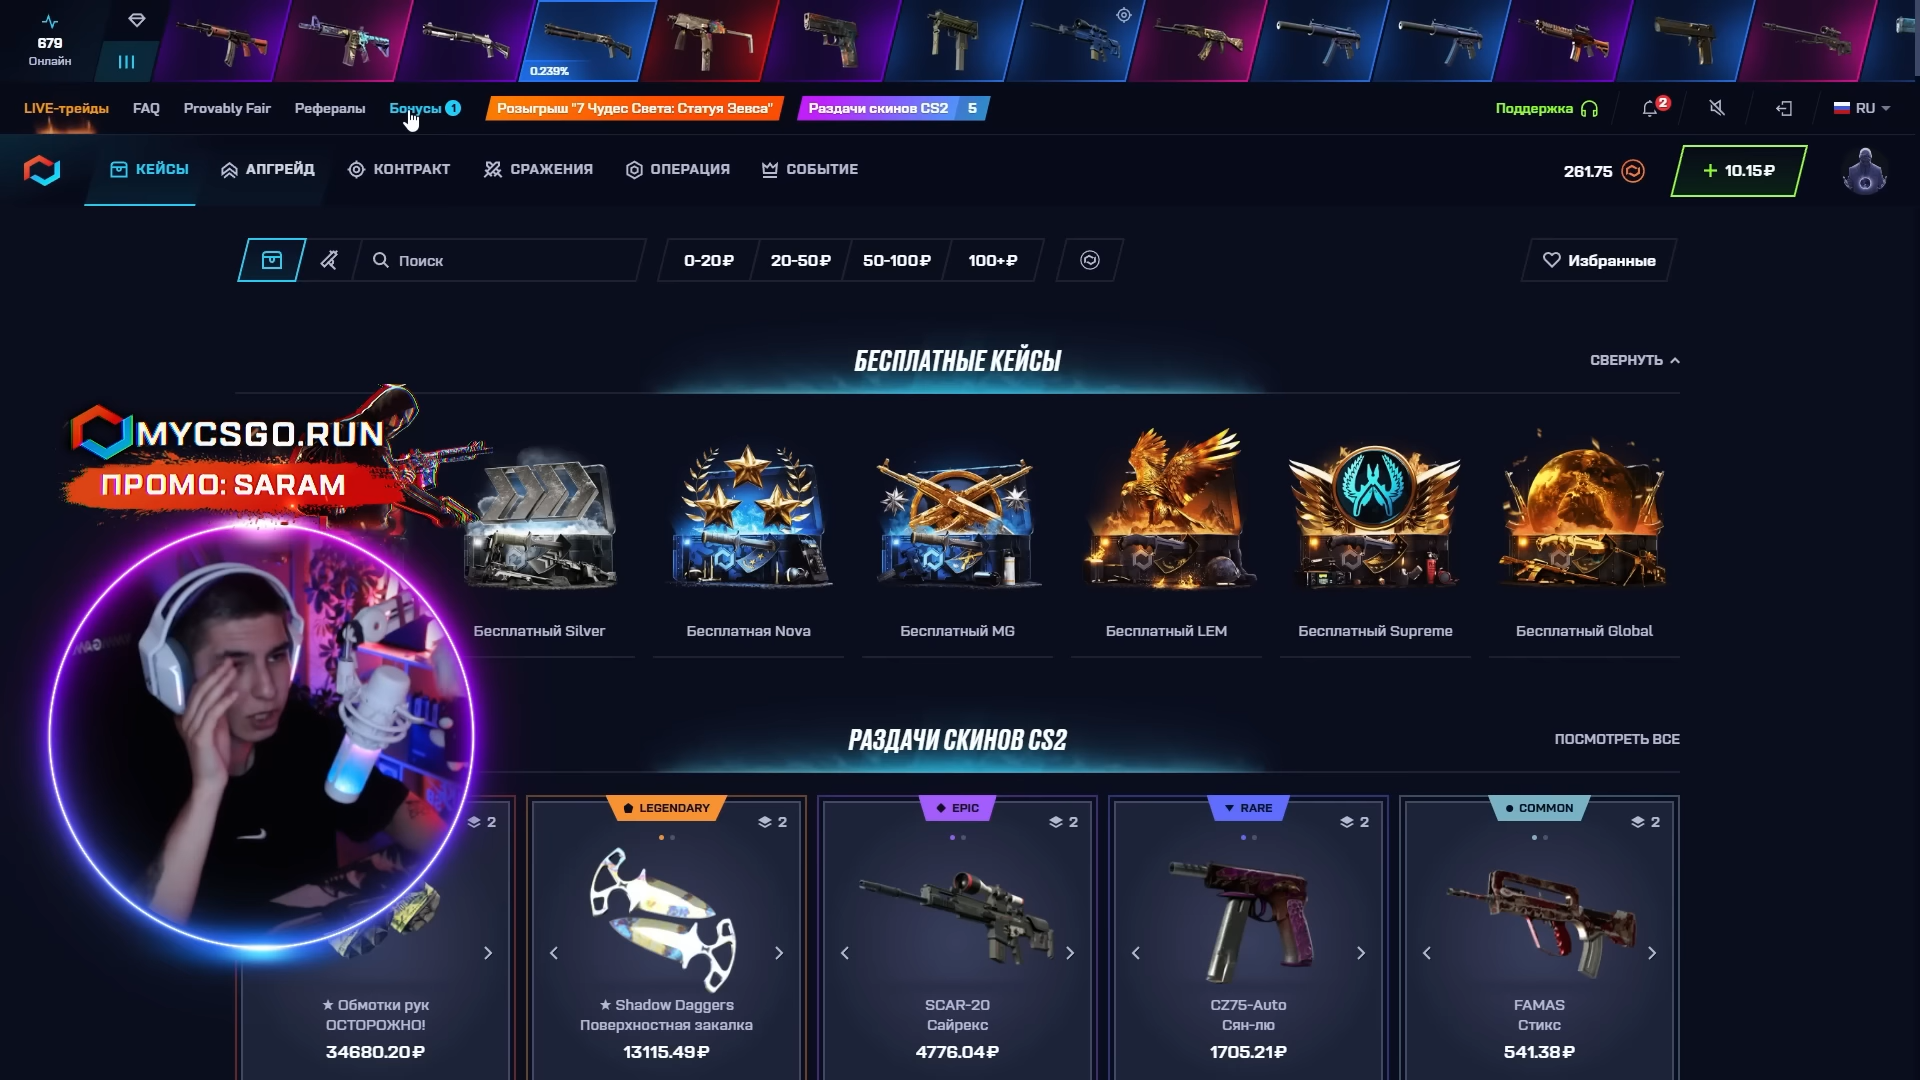 679
Онлайн
0.239%
LIVE-трейды
FAQ
Provably Fair
Рефералы
Бонусы 1
Розыгрыш "7 Чудес Света: Статуя Зевса"
Раздачи скинов CS2 5
Поддержка
2
RU
КЕЙСЫ
АПГРЕЙД
КОНТРАКТ
СРАЖЕНИЯ
ОПЕРАЦИЯ
СОБЫТИЕ
261.75
+ 10.15₽
Поиск
0-20₽
20-50₽
50-100₽
100+₽
Избранные
БЕСПЛАТНЫЕ КЕЙСЫ
СВЕРНУТЬ
MYCSGO.RUN
ПРОМО: SARAM
Бесплатный Silver
Бесплатная Nova
Бесплатный MG
Бесплатный LEM
Бесплатный Supreme
Бесплатный Global
РАЗДАЧИ СКИНОВ CS2
ПОСМОТРЕТЬ ВСЕ
2
LEGENDARY
2
EPIC
2
RARE
2
COMMON
2
★ Обмотки рук
ОСТОРОЖНО!
34680.20₽
★ Shadow Daggers
Поверхностная закалка
13115.49₽
SCAR-20
Сайрекс
4776.04₽
CZ75-Auto
Сян-лю
1705.21₽
FAMAS
Стикс
541.38₽